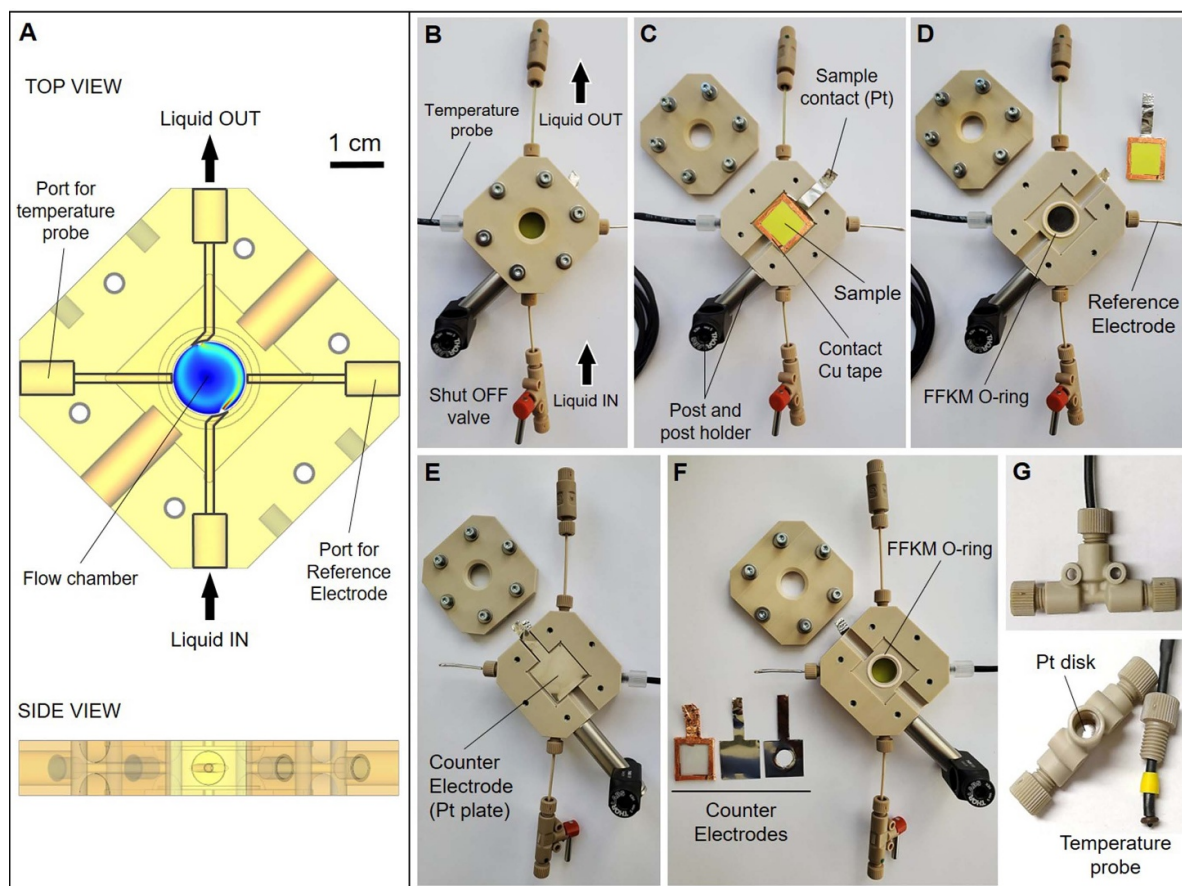 A
TOP VIEW
Liquid OUT
1 cm
Port for
temperature
probe
Flow chamber
Port for
Reference
Electrode
Liquid IN
SIDE VIEW
B
Temperature
probe
Liquid OUT
Shut OFF
valve
Liquid IN
C
Sample
contact (Pt)
Sample
Contact
Cu tape
Post and
post holder
D
Reference
Electrode
FFKM O-ring
E
Counter
Electrode
(Pt plate)
F
FFKM O-ring
Counter
Electrodes
G
Pt disk
Temperature
probe